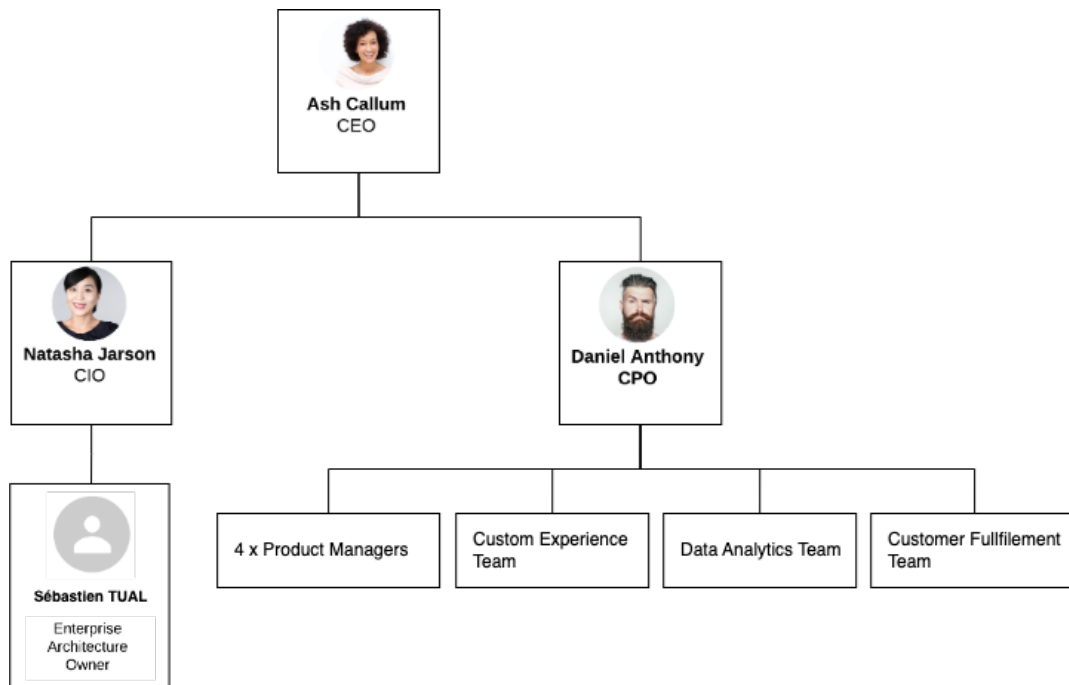 Ash Callum
CEO
Natasha Jarson
CIO
Daniel Anthony
CPO
Sébastien TUAL
Enterprise
Architecture
Owner
4 x Product Managers
Custom Experience
Team
Data Analytics Team
Customer Fullfilement
Team